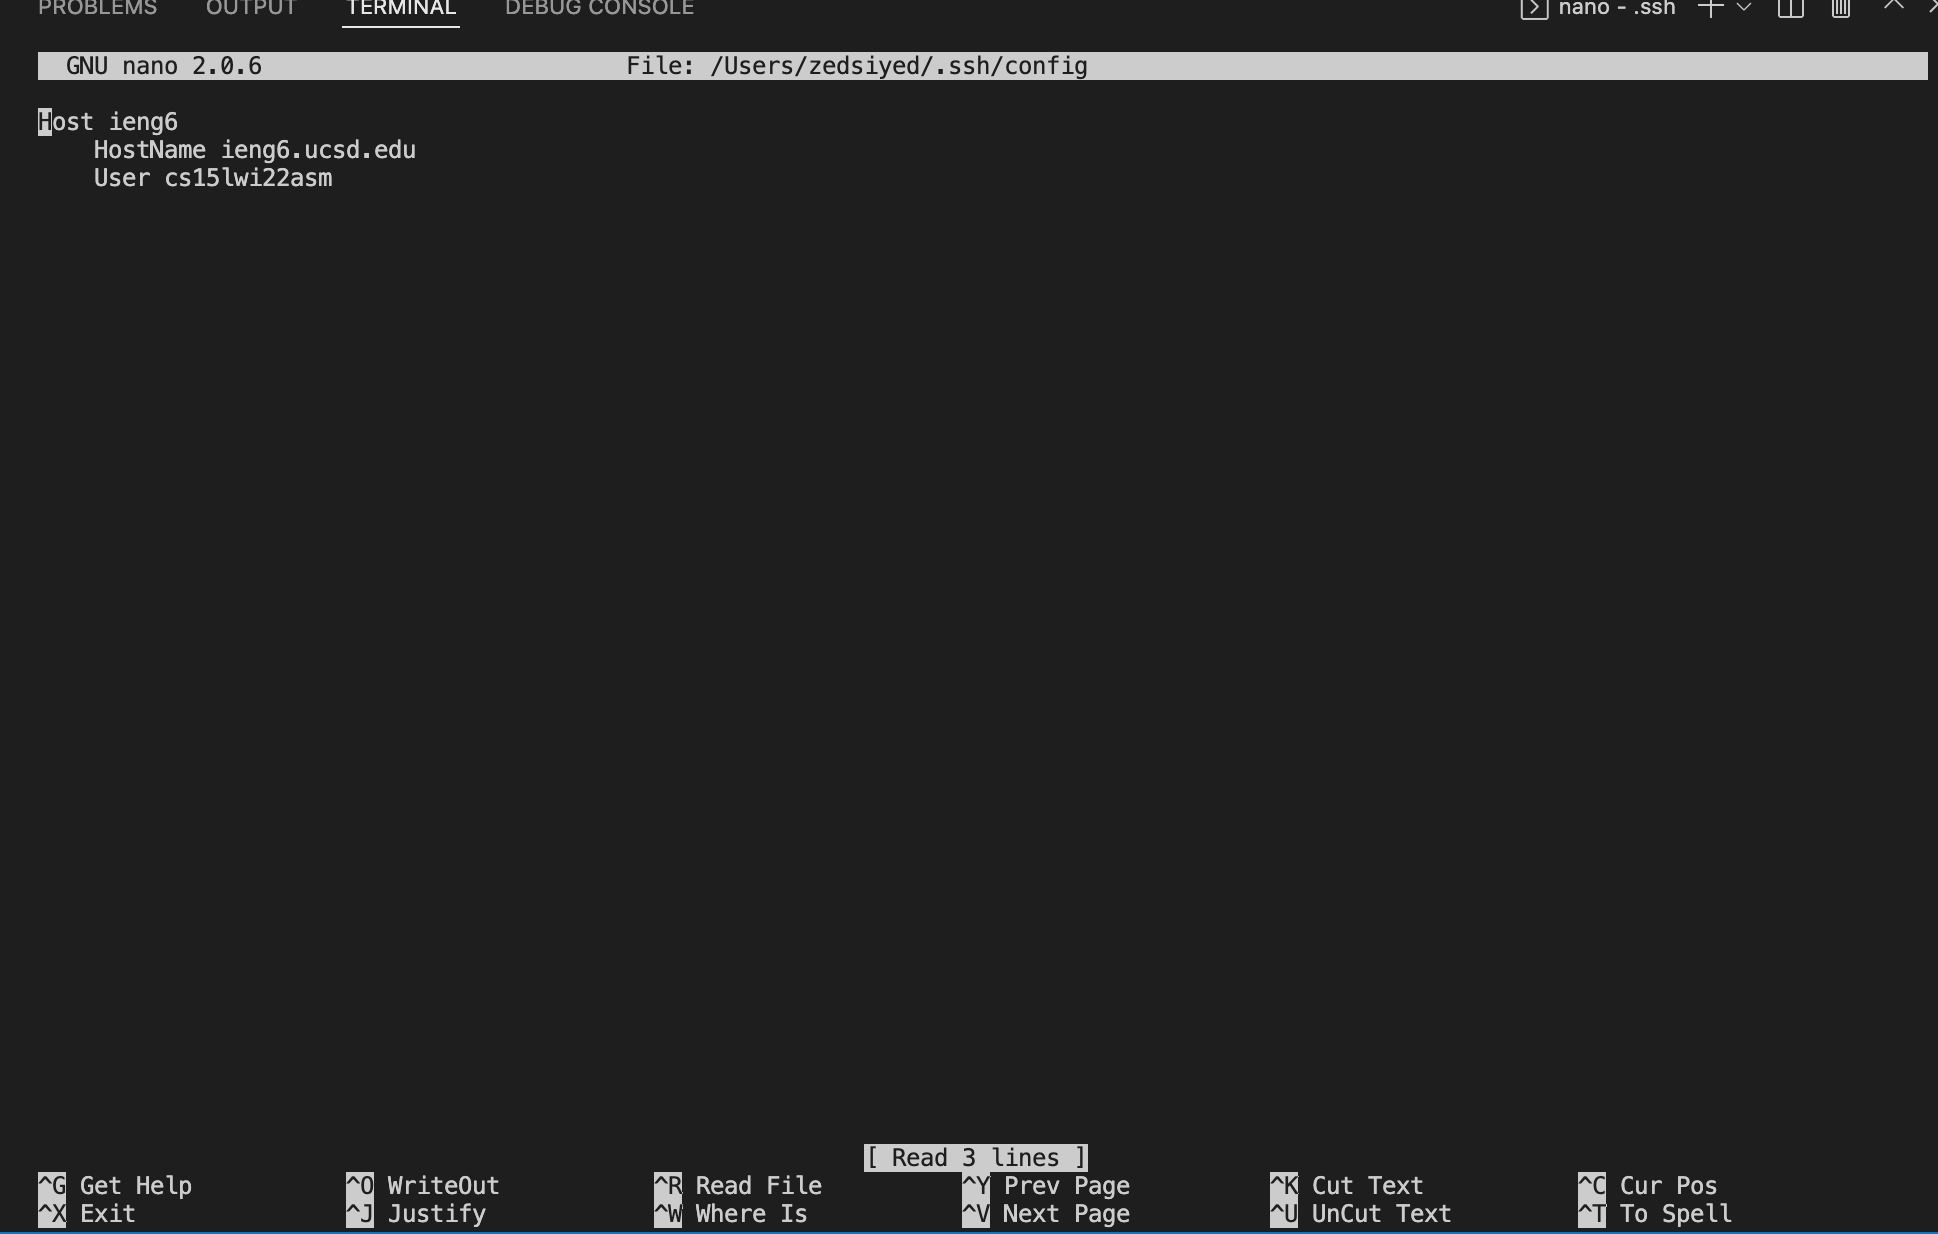 PROBLEMS OUTPUT TERMINAL DEBUG CONSOLE nano - .ssh
GNU nano 2.0.6 File: /Users/zedsiyed/.ssh/config
Host ieng6
HostName ieng6.ucsd.edu
User cs15lwi22asm
[ Read 3 lines ]
^G Get Help ^O WriteOut ^R Read File ^Y Prev Page ^K Cut Text ^C Cur Pos
^X Exit ^J Justify ^W Where Is ^V Next Page ^U UnCut Text ^T To Spell